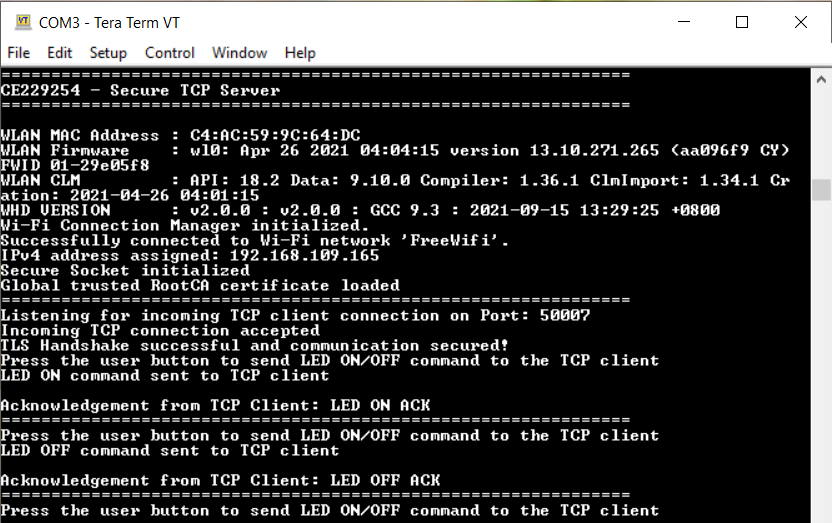 COM3 - Tera Term VT
File Edit Setup Control Window Help
===============================================================
CE229254 - Secure TCP Server
===============================================================
WLAN MAC Address : C4:AC:59:9C:64:DC
WLAN Firmware    : wl0: Apr 26 2021 04:04:15 version 13.10.271.265 (aa096f9 CY)
FWID 01-29e05f8
WLAN CLM         : API: 18.2 Data: 9.10.0 Compiler: 1.36.1 ClmImport: 1.34.1 Cr
ation: 2021-04-26 04:01:15
WHD VERSION      : v2.0.0 : v2.0.0 : GCC 9.3 : 2021-09-15 13:29:25 +0800
Wi-Fi Connection Manager initialized.
Successfully connected to Wi-Fi network 'FreeWifi'.
IPv4 address assigned: 192.168.109.165
Secure Socket initialized
Global trusted RootCA certificate loaded
===============================================================
Listening for incoming TCP client connection on Port: 50007
Incoming TCP connection accepted
TLS Handshake successful and communication secured!
Press the user button to send LED ON/OFF command to the TCP client
LED ON command sent to TCP client
Acknowledgement from TCP Client: LED ON ACK
===============================================================
Press the user button to send LED ON/OFF command to the TCP client
LED OFF command sent to TCP client
Acknowledgement from TCP Client: LED OFF ACK
===============================================================
Press the user button to send LED ON/OFF command to the TCP client